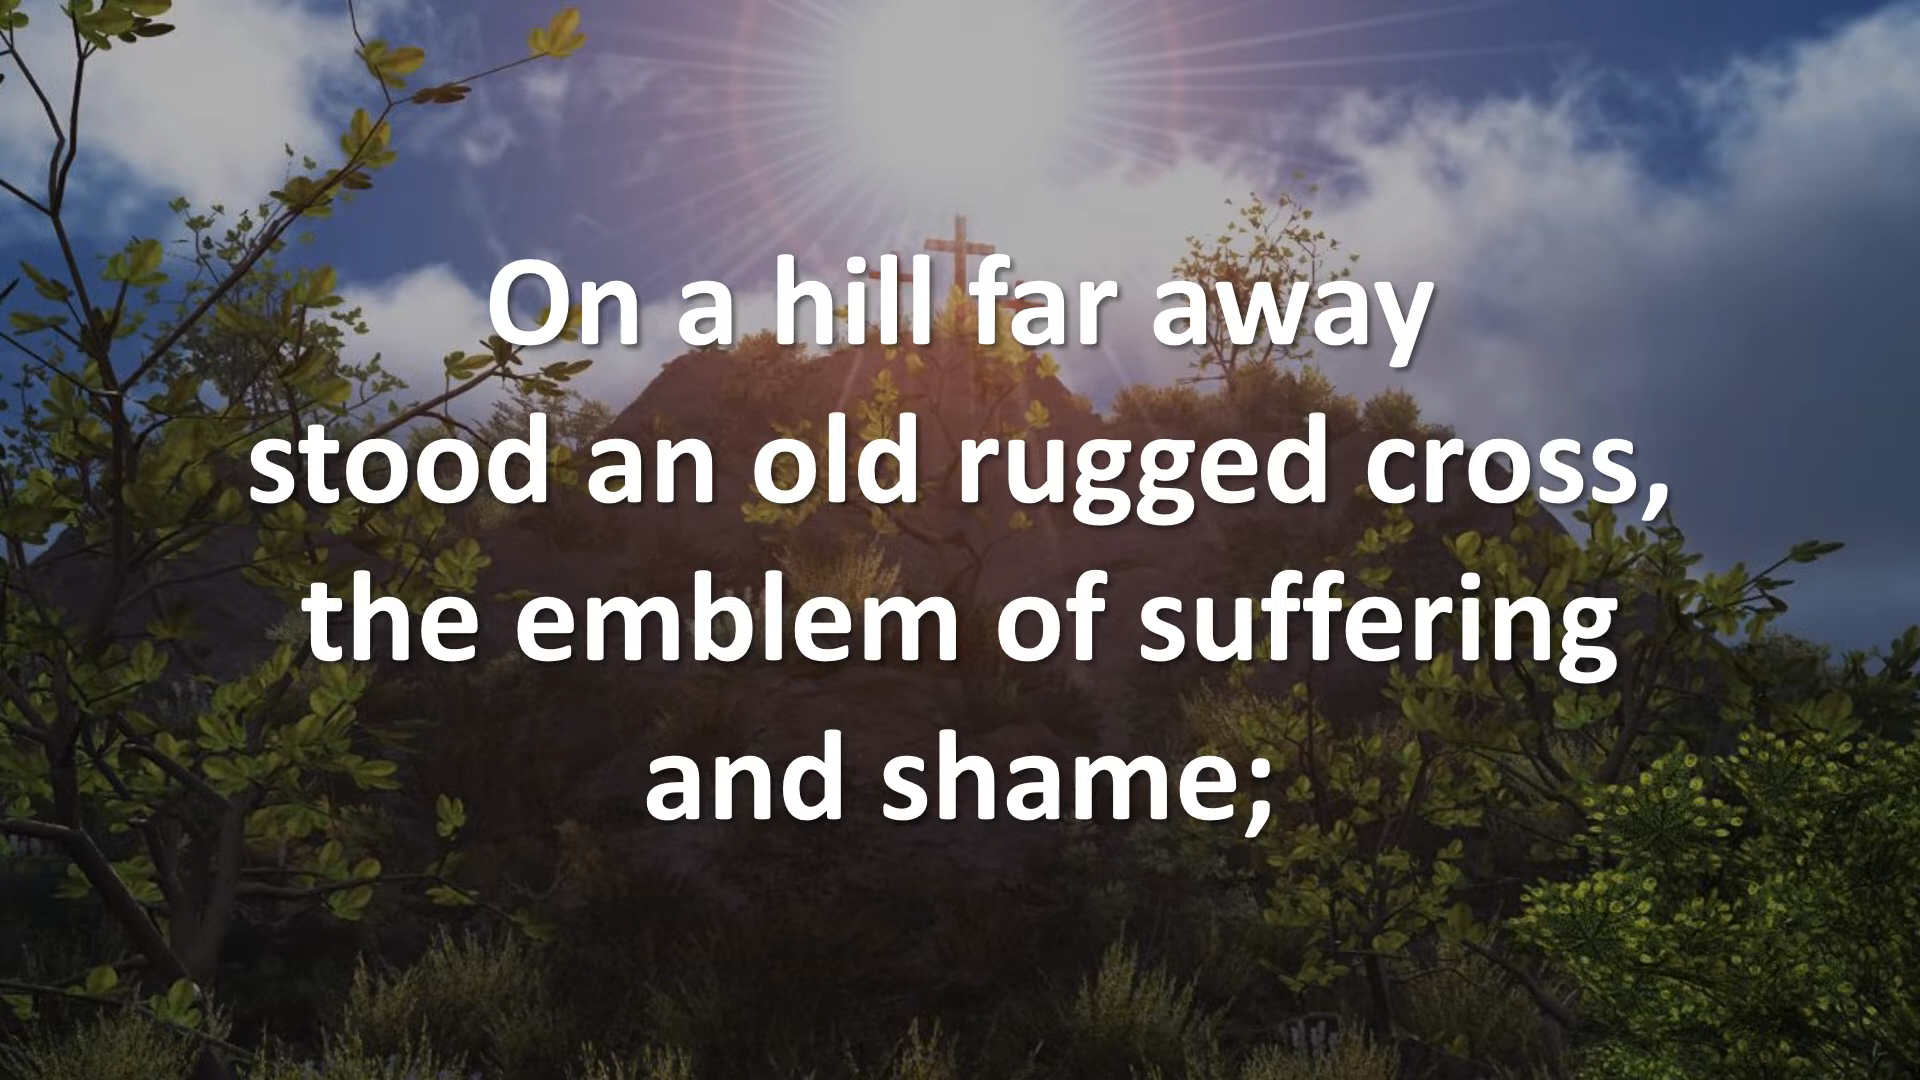 On a hill far away
stood an old rugged cross,
the emblem of suffering
and shame;